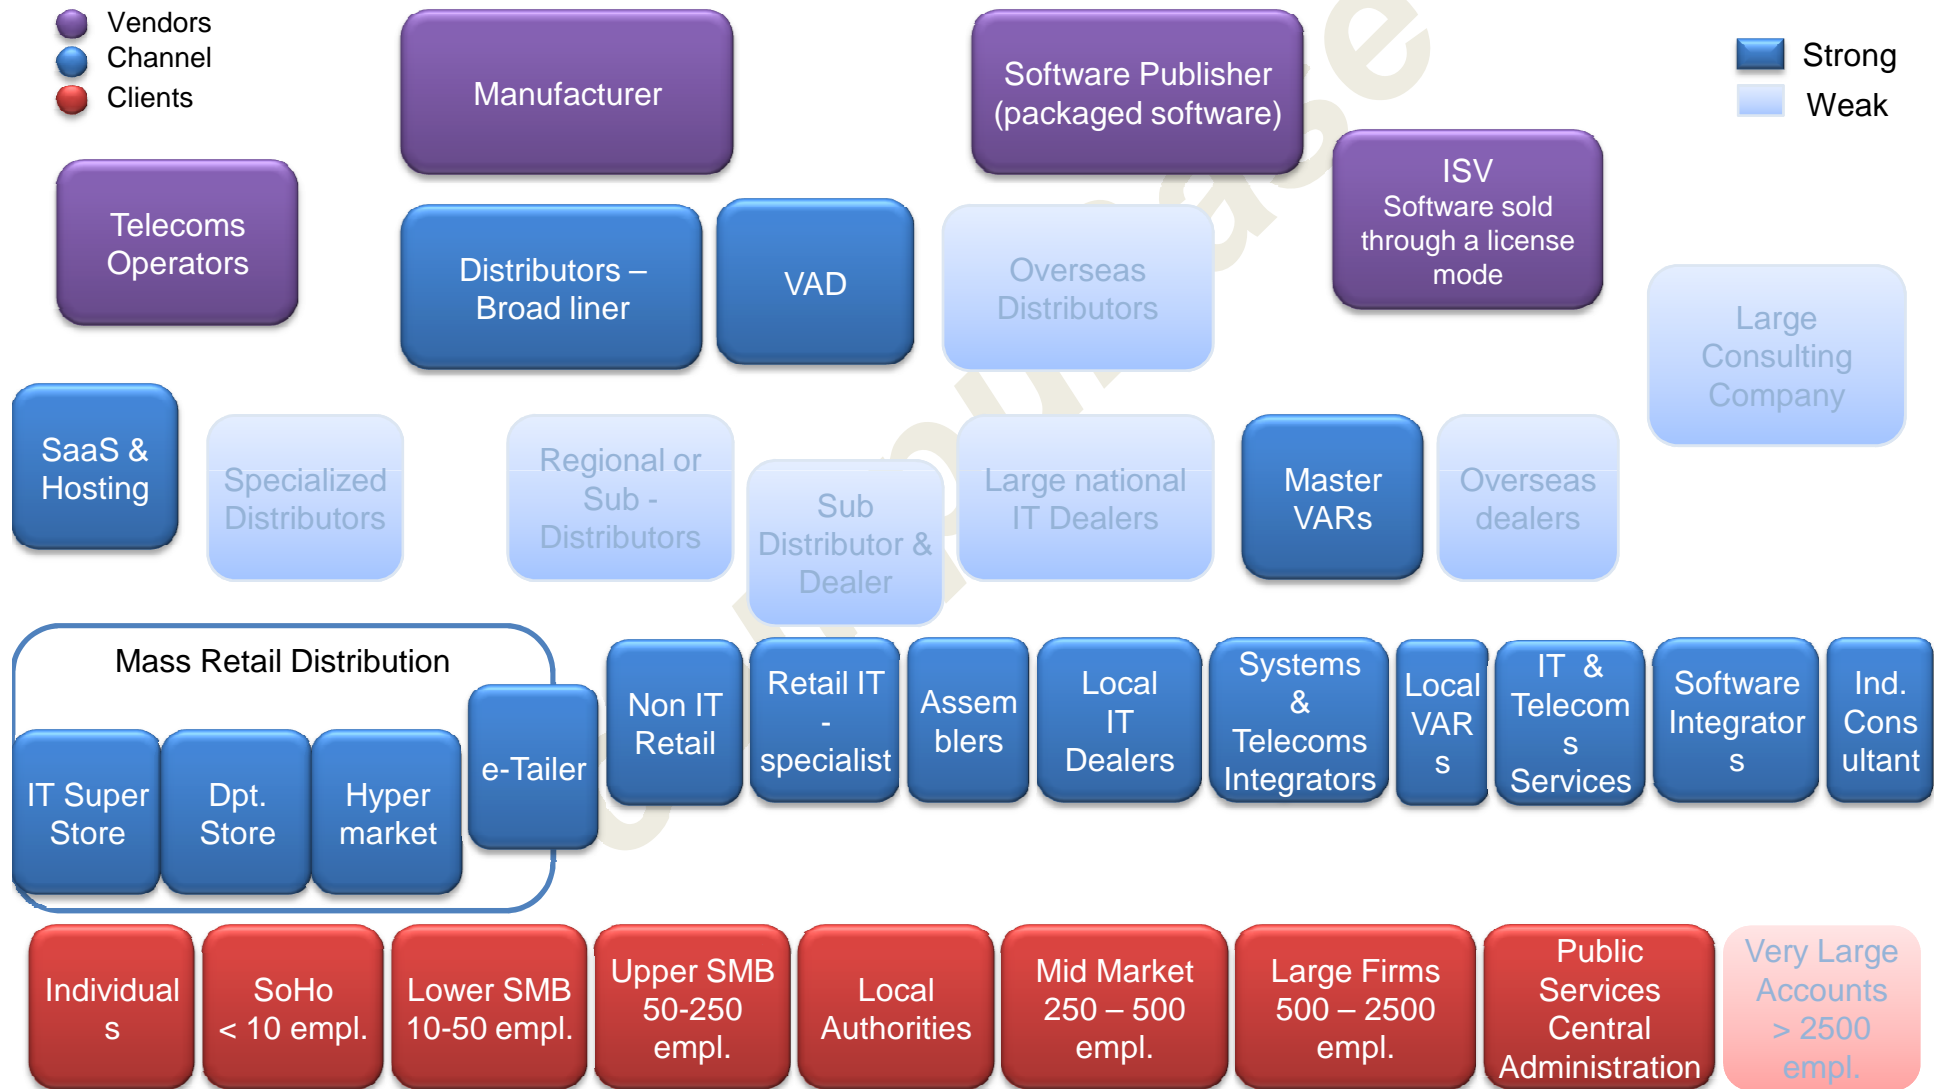 Vendors
Channel
Clients
Manufacturer
Software Publisher
(packaged software)
Strong
Weak
Telecoms
Operators
Distributors –
Broad liner
VAD
Overseas
Distributors
ISV
Software sold
through a license
mode
Large
Consulting
Company
SaaS &
Hosting
Specialized
Distributors
Regional or
Sub -
Distributors
Sub
Distributor &
Dealer
Large national
IT Dealers
Master
VARs
Overseas
dealers
Mass Retail Distribution
IT Super
Store
Dpt.
Store
Hyper
market
e-Tailer
Non IT
Retail
Retail IT
-
specialist
Assem
blers
Local
IT
Dealers
Systems
&
Telecoms
Integrators
Local
VAR
s
IT &
Telecom
s
Services
Software
Integrator
s
Ind.
Cons
ultant
Individual
s
SoHo
< 10 empl.
Lower SMB
10-50 empl.
Upper SMB
50-250
empl.
Local
Authorities
Mid Market
250 – 500
empl.
Large Firms
500 – 2500
empl.
Public
Services
Central
Administration
Very Large
Accounts
> 2500
empl.